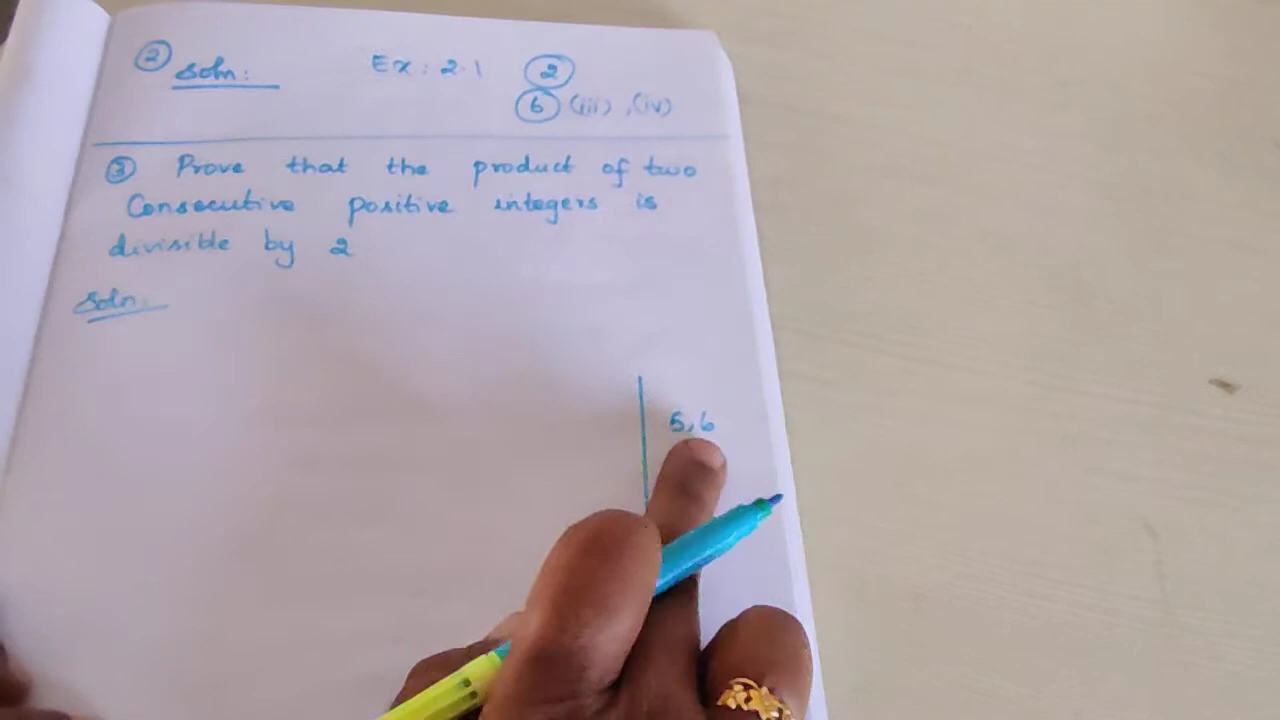 ② Soln: Ex: 2.1 ②
⑥ (iii), (iv)
③ Prove that the product of two
Consecutive positive integers is
divisible by 2
Soln:
5,6